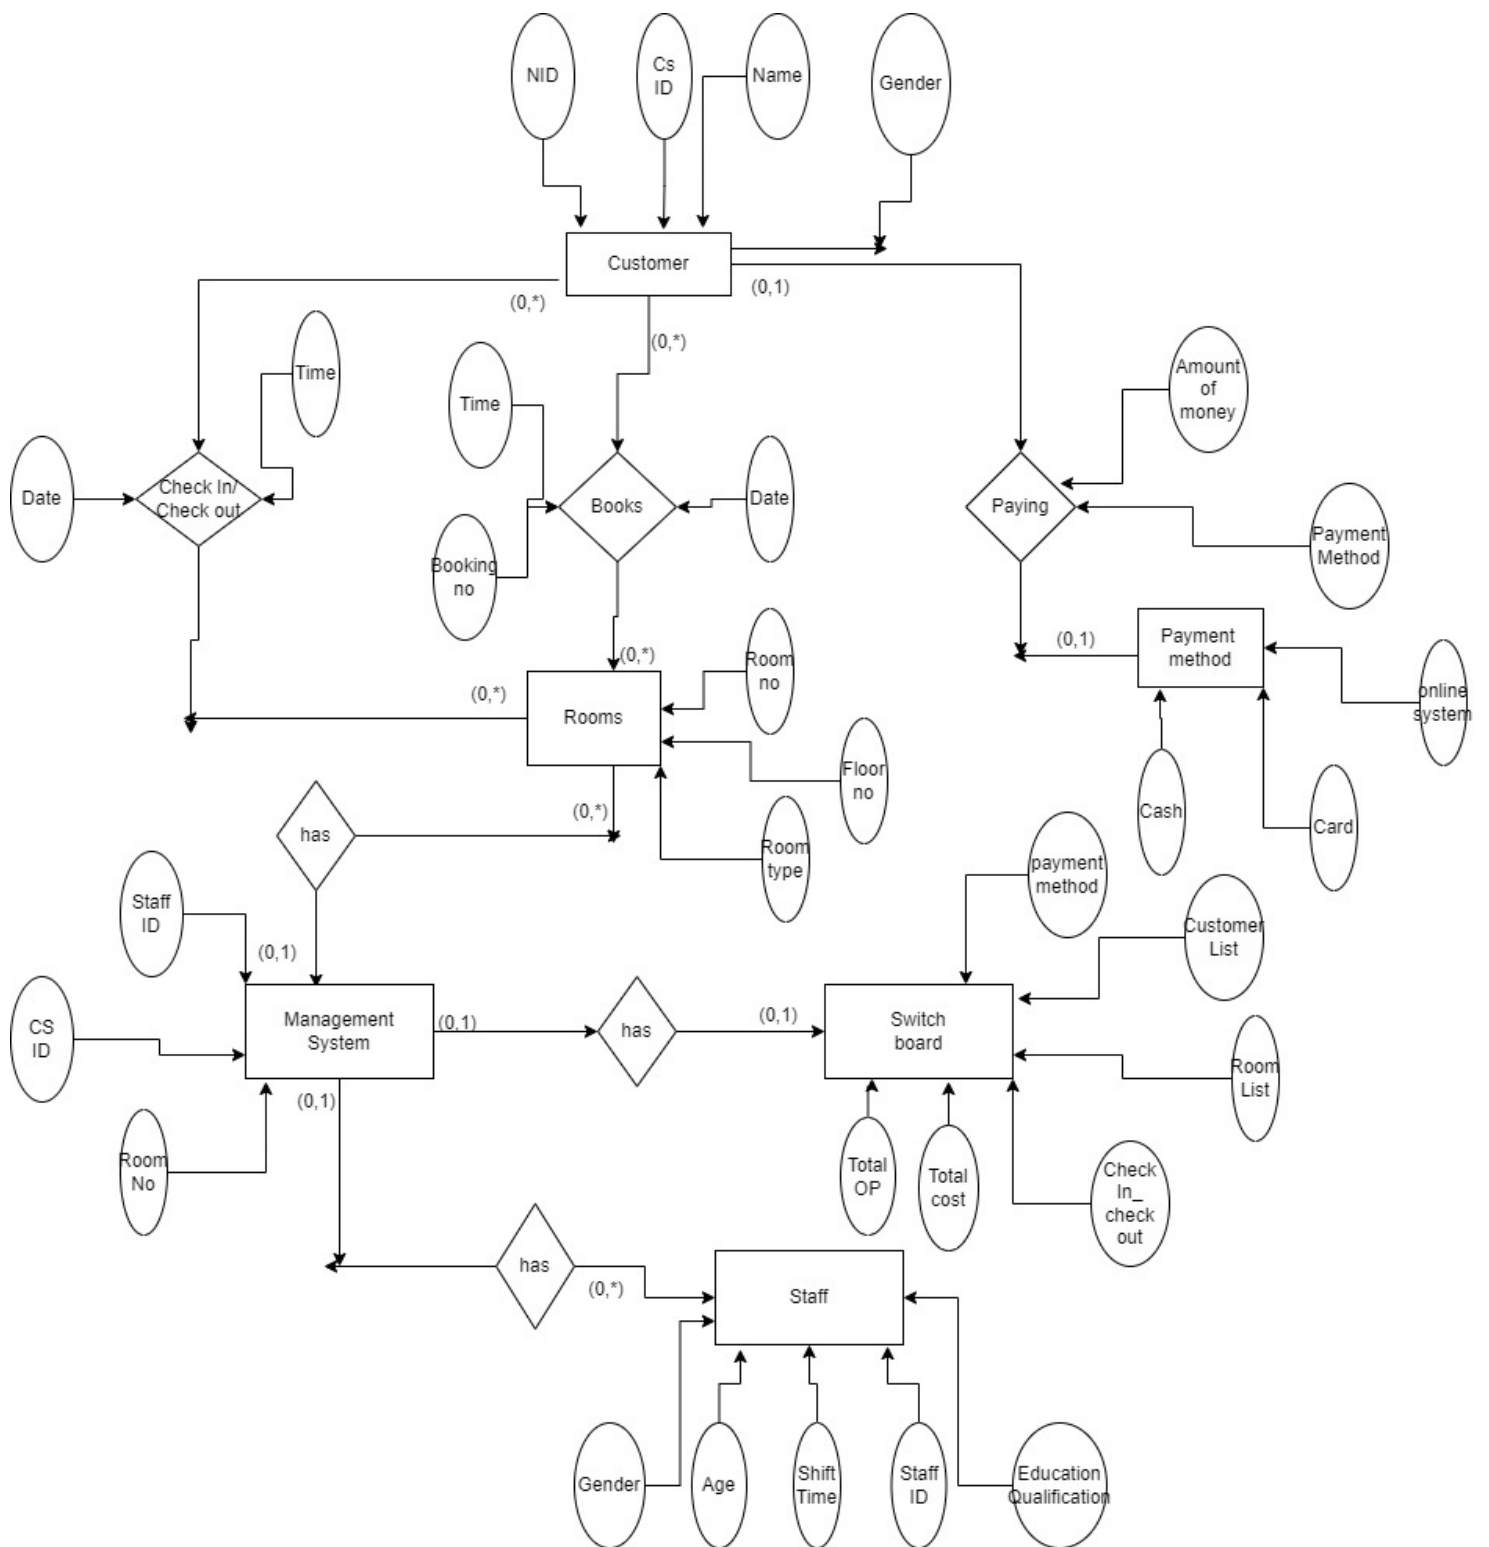 NID
Cs
ID
Name
Gender
Customer
(0,*)
(0,1)
(0,*)
Time
Time
Amount
of
money
Date
Check In/
Check out
Books
Date
Paying
Booking
no
Payment
Method
(0,*)
Room
no
(0,1)
Payment
method
(0,*)
Rooms
online
system
Floor
no
(0,*)
has
Room
type
Cash
Card
payment
method
Staff
ID
Customer
List
(0,1)
CS
ID
Management
System
(0,1)
has
(0,1)
Switch
board
Room
List
(0,1)
Room
No
Total
OP
Total
cost
Check
In_
check
out
has
(0,*)
Staff
Gender
Age
Shift
Time
Staff
ID
Education
Qualification